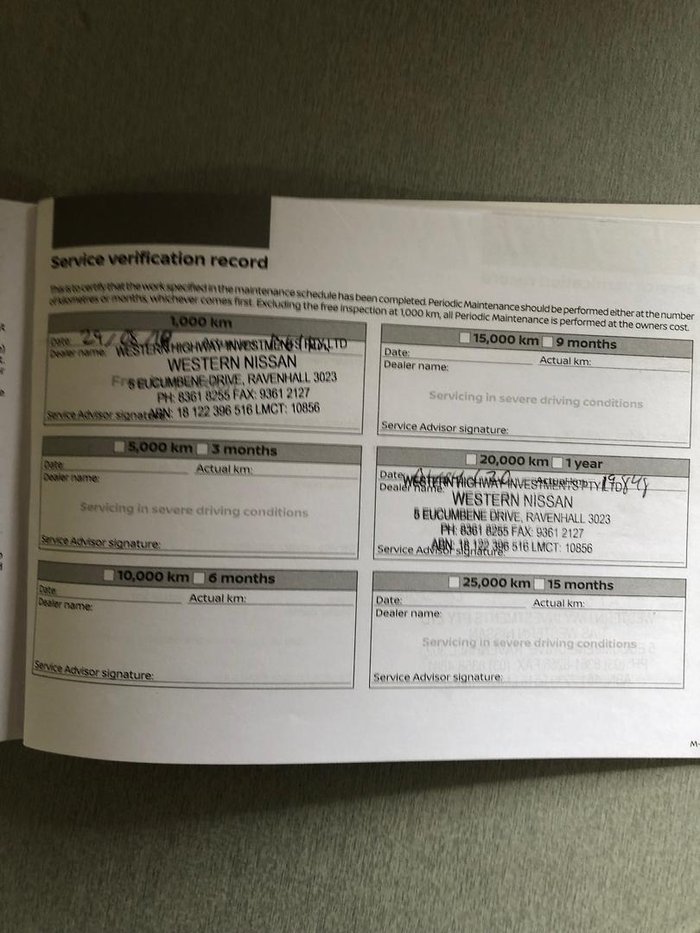 Service verification record
This is to certify that the work specified in the maintenance schedule has been completed. Periodic Maintenance should be performed either at the number
of kilometres or months, whichever comes first. Excluding the free inspection at 1,000 km, all Periodic Maintenance is performed at the owners cost.
1,000 km
Date:
Dealer name:
WESTERN HIGHWAY INVESTMENTS PTY LTD
WESTERN NISSAN
5 EUCUMBENE DRIVE, RAVENHALL 3023
PH: 8361 8255 FAX: 9361 2127
ABN: 18 122 396 516 LMCT: 10856
Service Advisor signature:
5,000 km 3 months
Date: Actual km:
Dealer name:
Servicing in severe driving conditions
Service Advisor signature:
10,000 km 6 months
Date: Actual km:
Dealer name:
Service Advisor signature:
15,000 km 9 months
Date: Actual km:
Dealer name:
Servicing in severe driving conditions
Service Advisor signature:
20,000 km 1 year
Date: Actual km: 19848
Dealer name:
WESTERN HIGHWAY INVESTMENTS PTY LTD
WESTERN NISSAN
5 EUCUMBENE DRIVE, RAVENHALL 3023
PH: 8361 8255 FAX: 9361 2127
ABN: 18 122 396 516 LMCT: 10856
Service Advisor signature:
25,000 km 15 months
Date: Actual km:
Dealer name:
Servicing in severe driving conditions
Service Advisor signature:
M-